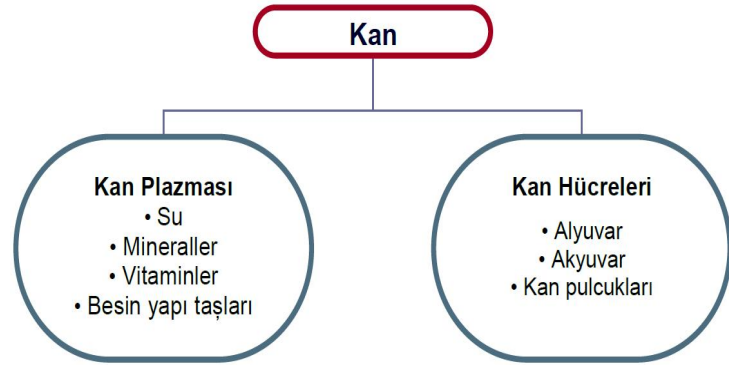 Kan
Kan Plazması
• Su
• Mineraller
• Vitaminler
• Besin yapı taşları
Kan Hücreleri
• Alyuvar
• Akyuvar
• Kan pulcukları